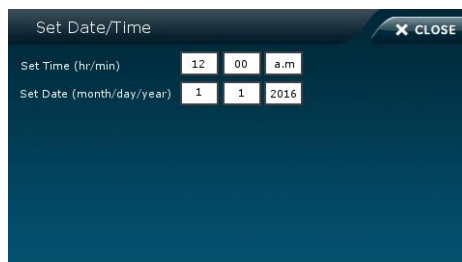 Set Date/Time
X CLOSE
Set Time (hr/min) 12 00 a.m
Set Date (month/day/year) 1 1 2016